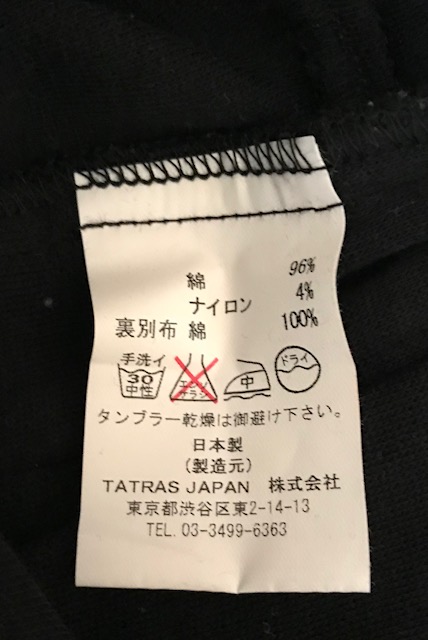 綿 96%
ナイロン 4%
裏別布 綿 100%
手洗イ
30
中性
エンソ
サラシ
中
ドライ
タンブラー乾燥は御避け下さい。
日本製
(製造元)
TATRAS JAPAN 株式会社
東京都渋谷区東2-14-13
TEL. 03-3499-6363